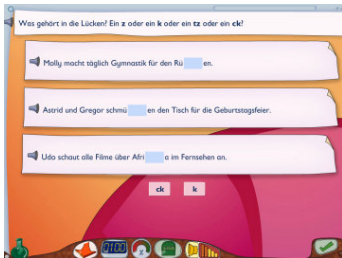 Was gehört in die Lücken? Ein z oder ein k oder ein tz oder ein ck?
Molly macht täglich Gymnastik für den Rü en.
Astrid und Gregor schmü en den Tisch für die Geburtstagsfeier.
Udo schaut alle Filme über Afri a im Fernsehen an.
ck k